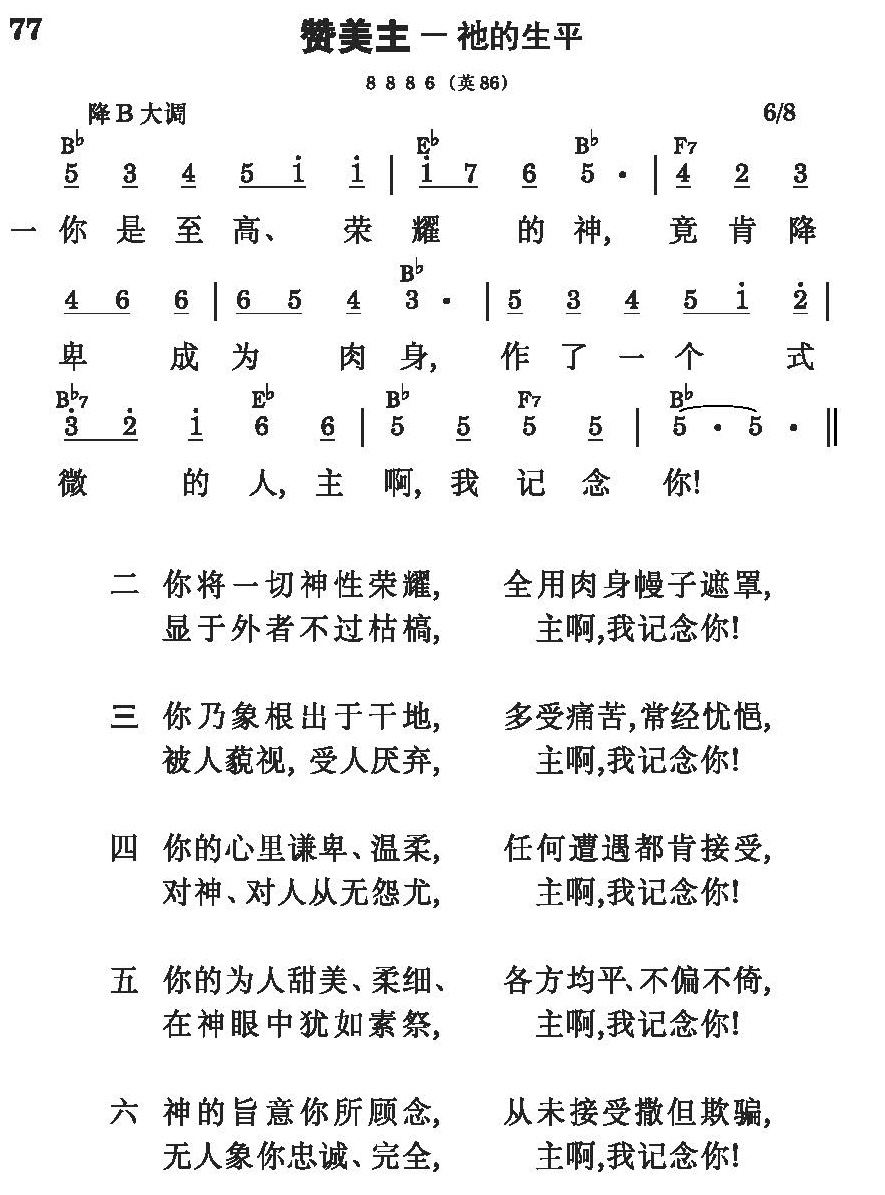 77
赞美主 — 祂的生平
8 8 8 6 (英86)
降B大调 6/8
B♭ E♭ B♭ F7
5 3 4 5 i̇ i̇ | i̇ 7 6 5 · | 4 2 3
一 你 是 至 高、 荣 耀 的 神, 竟 肯 降
B♭
4 6 6 | 6 5 4 3 · | 5 3 4 5 i̇ 2̇ |
卑 成 为 肉 身, 作 了 一 个 式
B♭7 E♭ B♭ F7 B♭
3̇ 2̇ i̇ 6 6 | 5 5 5 5 | 5 · 5 · ‖
微 的 人, 主 啊, 我 记 念 你!
二 你将一切神性荣耀, 全用肉身幔子遮罩,
显于外者不过枯槁, 主啊,我记念你!
三 你乃象根出于干地, 多受痛苦,常经忧悒,
被人藐视, 受人厌弃, 主啊,我记念你!
四 你的心里谦卑、温柔, 任何遭遇都肯接受,
对神、对人从无怨尤, 主啊,我记念你!
五 你的为人甜美、柔细、 各方均平、不偏不倚,
在神眼中犹如素祭, 主啊,我记念你!
六 神的旨意你所顾念, 从未接受撒但欺骗,
无人象你忠诚、完全, 主啊,我记念你!